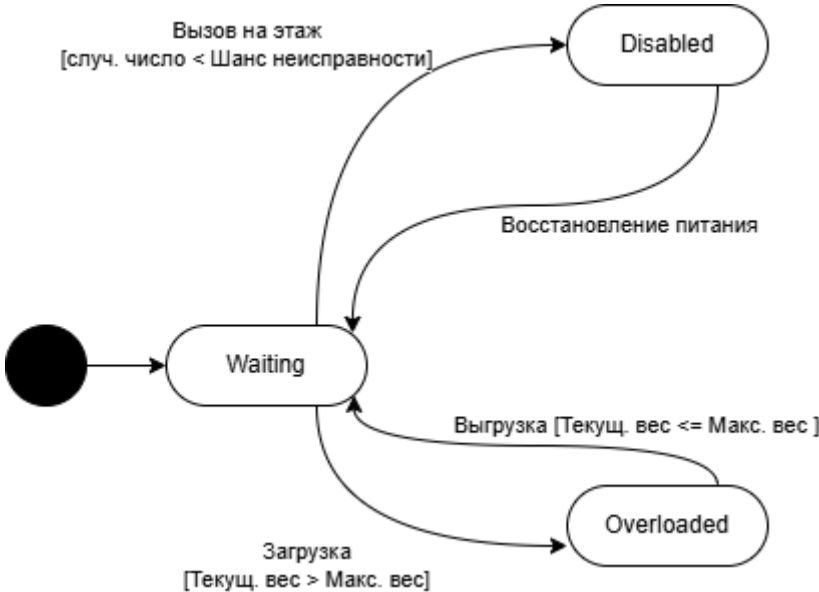 Вызов на этаж
[случ. число < Шанс неисправности]
Disabled
Восстановление питания
Waiting
Выгрузка [Текущ. вес <= Макс. вес ]
Overloaded
Загрузка
[Текущ. вес > Макс. вес]